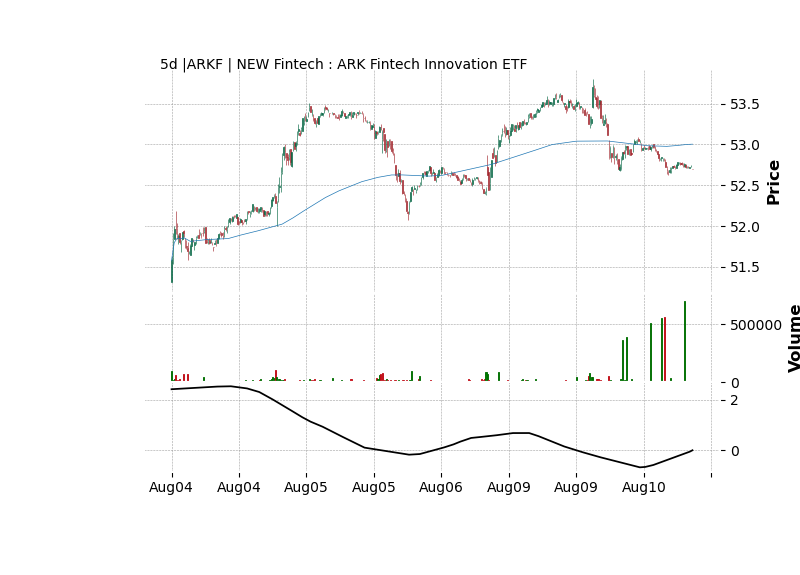 5d |ARKF | NEW Fintech : ARK Fintech Innovation ETF
53.5
53.0
52.5
52.0
51.5
Price
500000
0
Volume
2
0
Aug04 Aug04 Aug05 Aug05 Aug06 Aug09 Aug09 Aug10